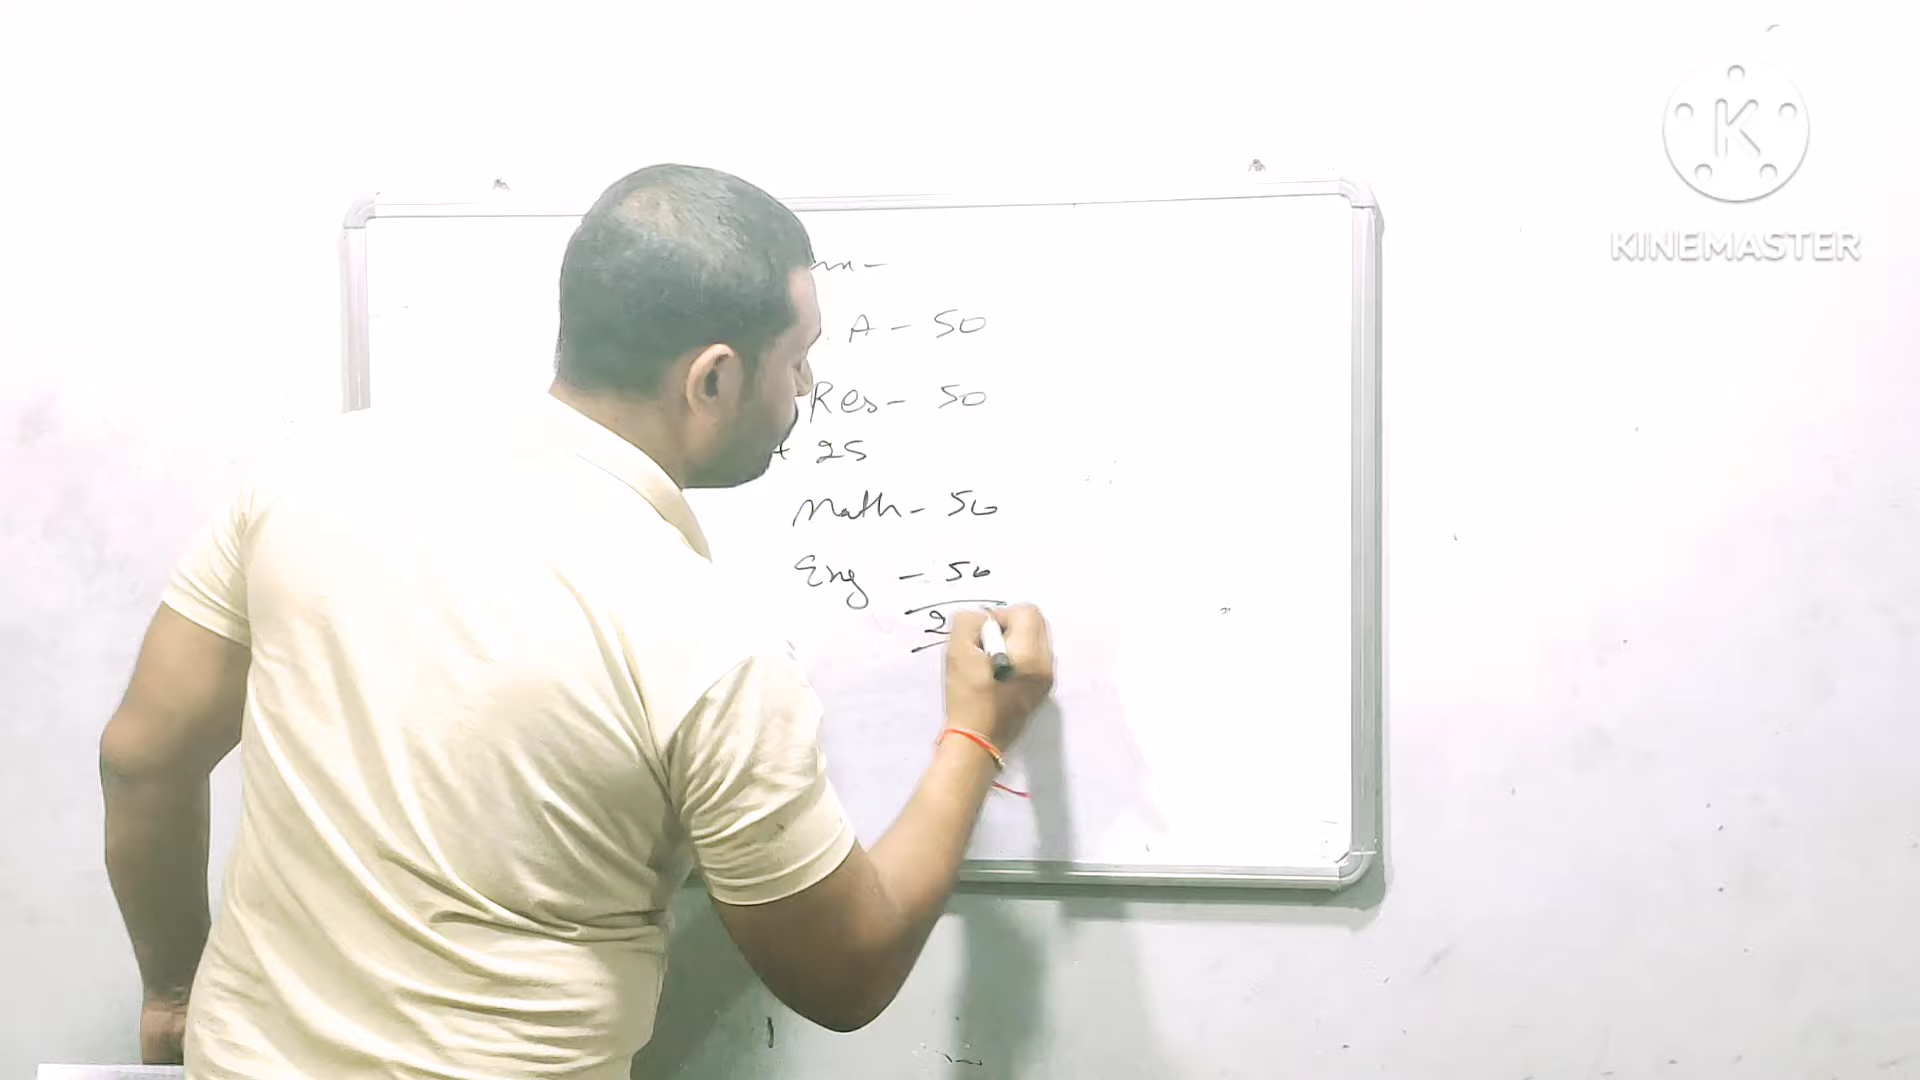 . A - 50
Res - 50
+ 25
Math - 50
Eng - 50
2
KINEMASTER